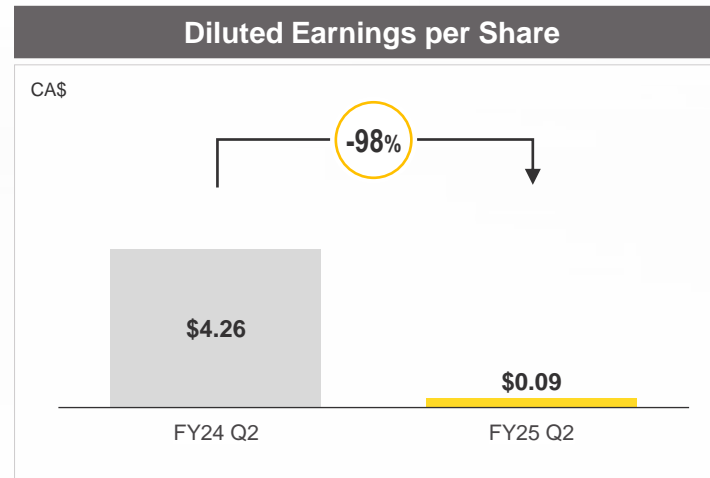 Diluted Earnings per Share
CA$
-98%
$4.26
$0.09
FY24 Q2
FY25 Q2